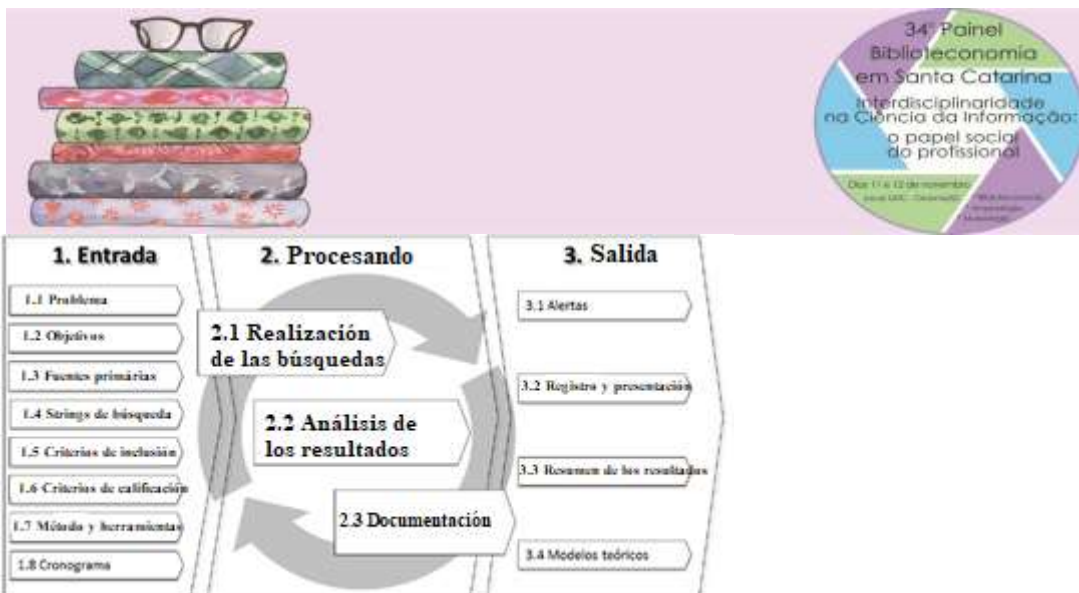 34º Painel
Biblioteconomia
em Santa Catarina
Interdisciplinaridade
na Ciência da Informação:
o papel social
do profissional
1. Entrada
1.1 Problema
1.2 Objetivos
1.3 Fuentes primárias
1.4 Strings de búsqueda
1.5 Criterios de inclusión
1.6 Criterios de calificación
1.7 Método y herramientas
1.8 Cronograma
2. Procesando
2.1 Realización
de las búsquedas
2.2 Análisis de
los resultados
2.3 Documentación
3. Salida
3.1 Alertas
3.2 Registro y presentación
3.3 Resumen de los resultados
3.4 Modelos teóricos